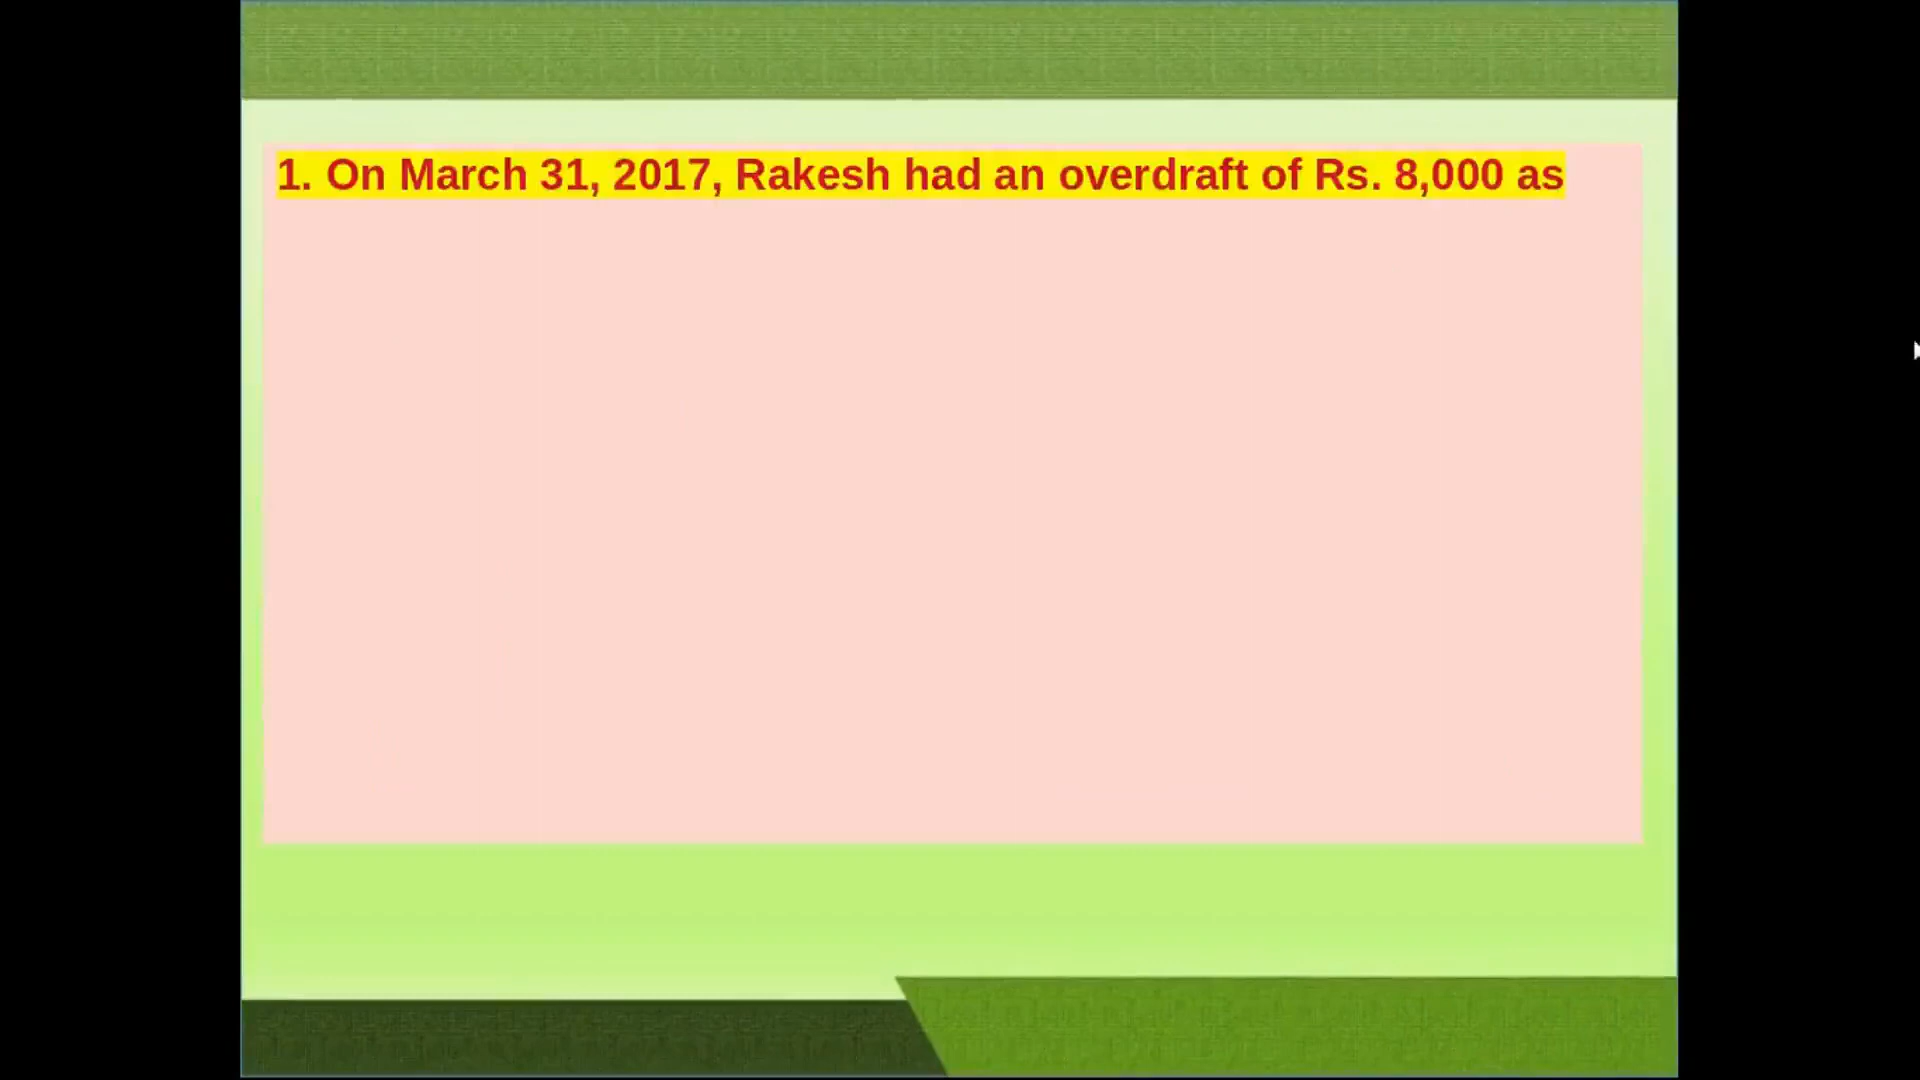 1. On March 31, 2017, Rakesh had an overdraft of Rs. 8,000 as